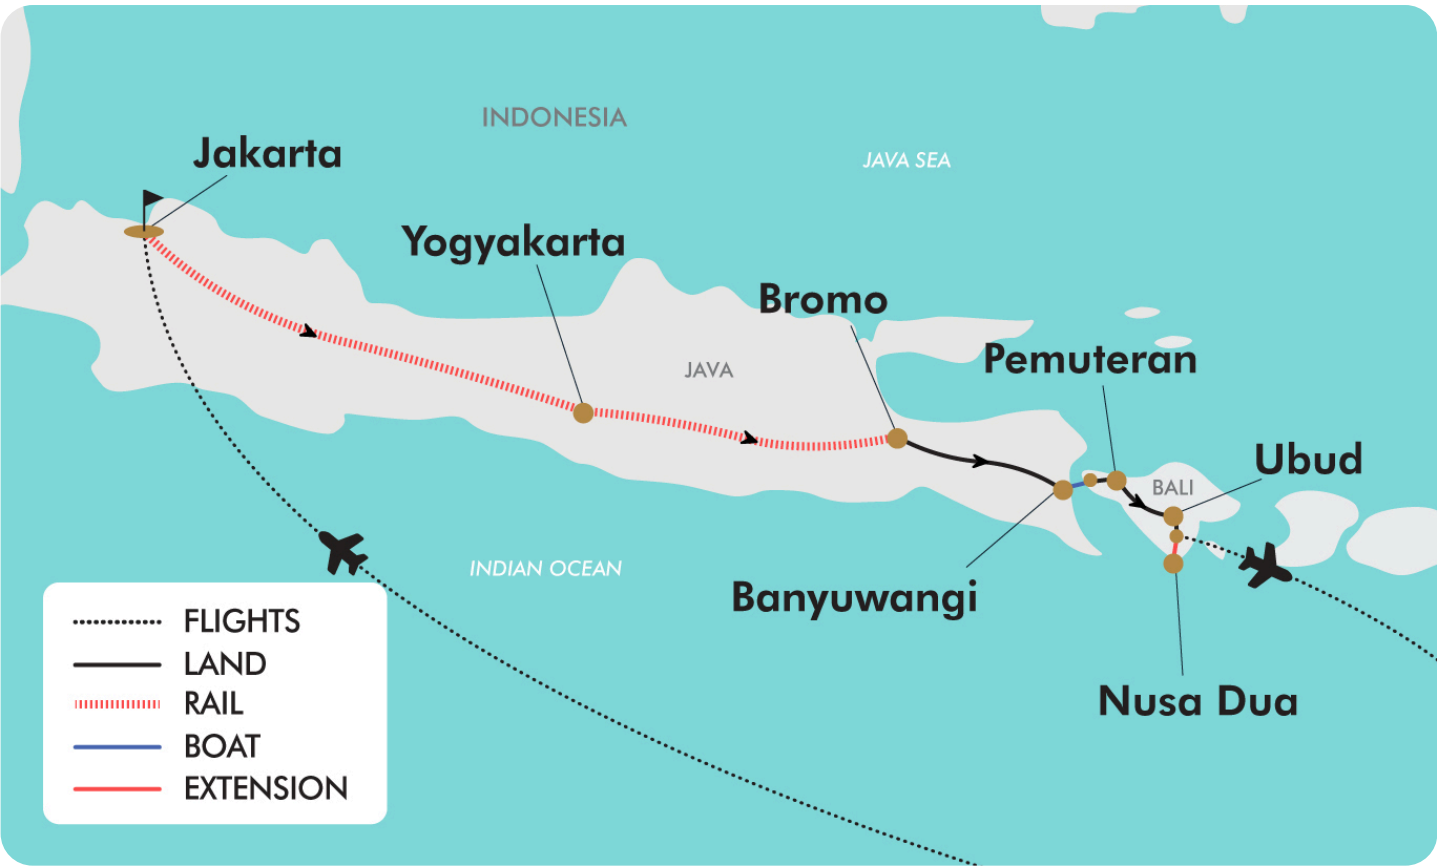 INDONESIA
Jakarta
JAVA SEA
Yogyakarta
Bromo
Pemuteran
JAVA
Ubud
BALI
INDIAN OCEAN
Banyuwangi
Nusa Dua
FLIGHTS
LAND
RAIL
BOAT
EXTENSION